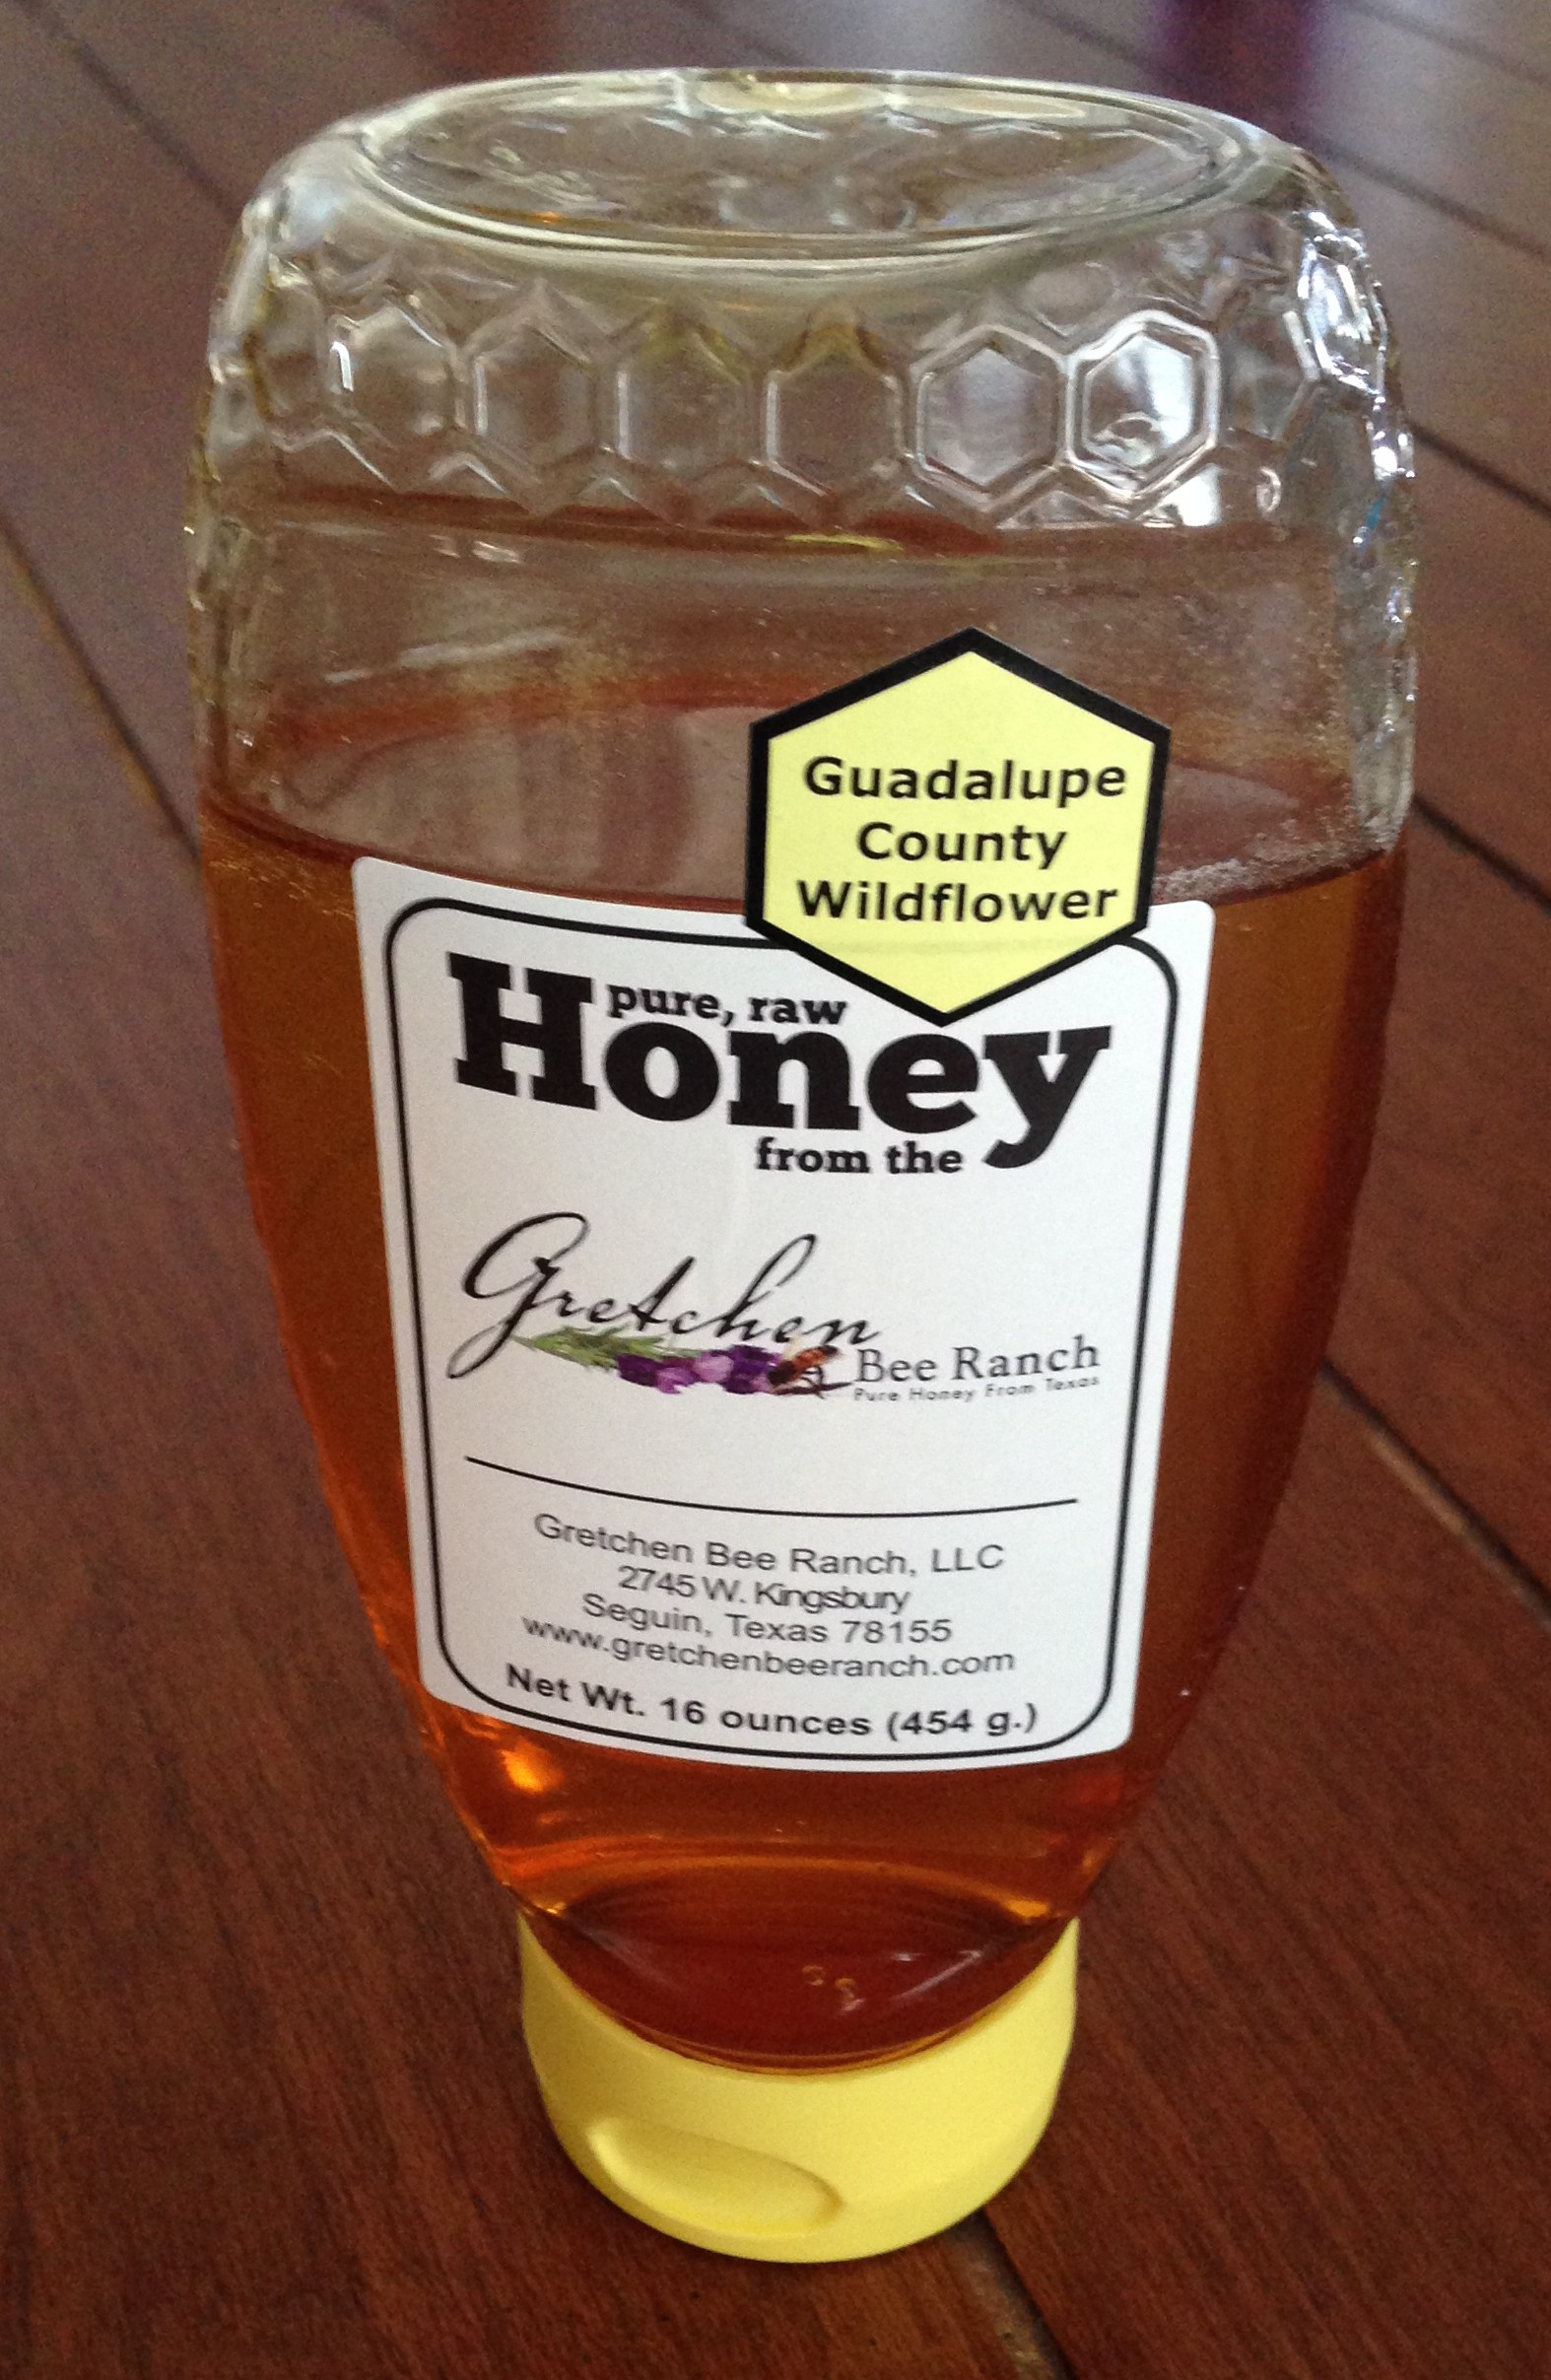 Guadalupe
County
Wildflower
pure, raw
Honey
from the
Gretchen
Bee Ranch
Pure Honey From Texas
Gretchen Bee Ranch, LLC
2745 W. Kingsbury
Seguin, Texas 78155
www.gretchenbeeranch.com
Net Wt. 16 ounces (454 g.)